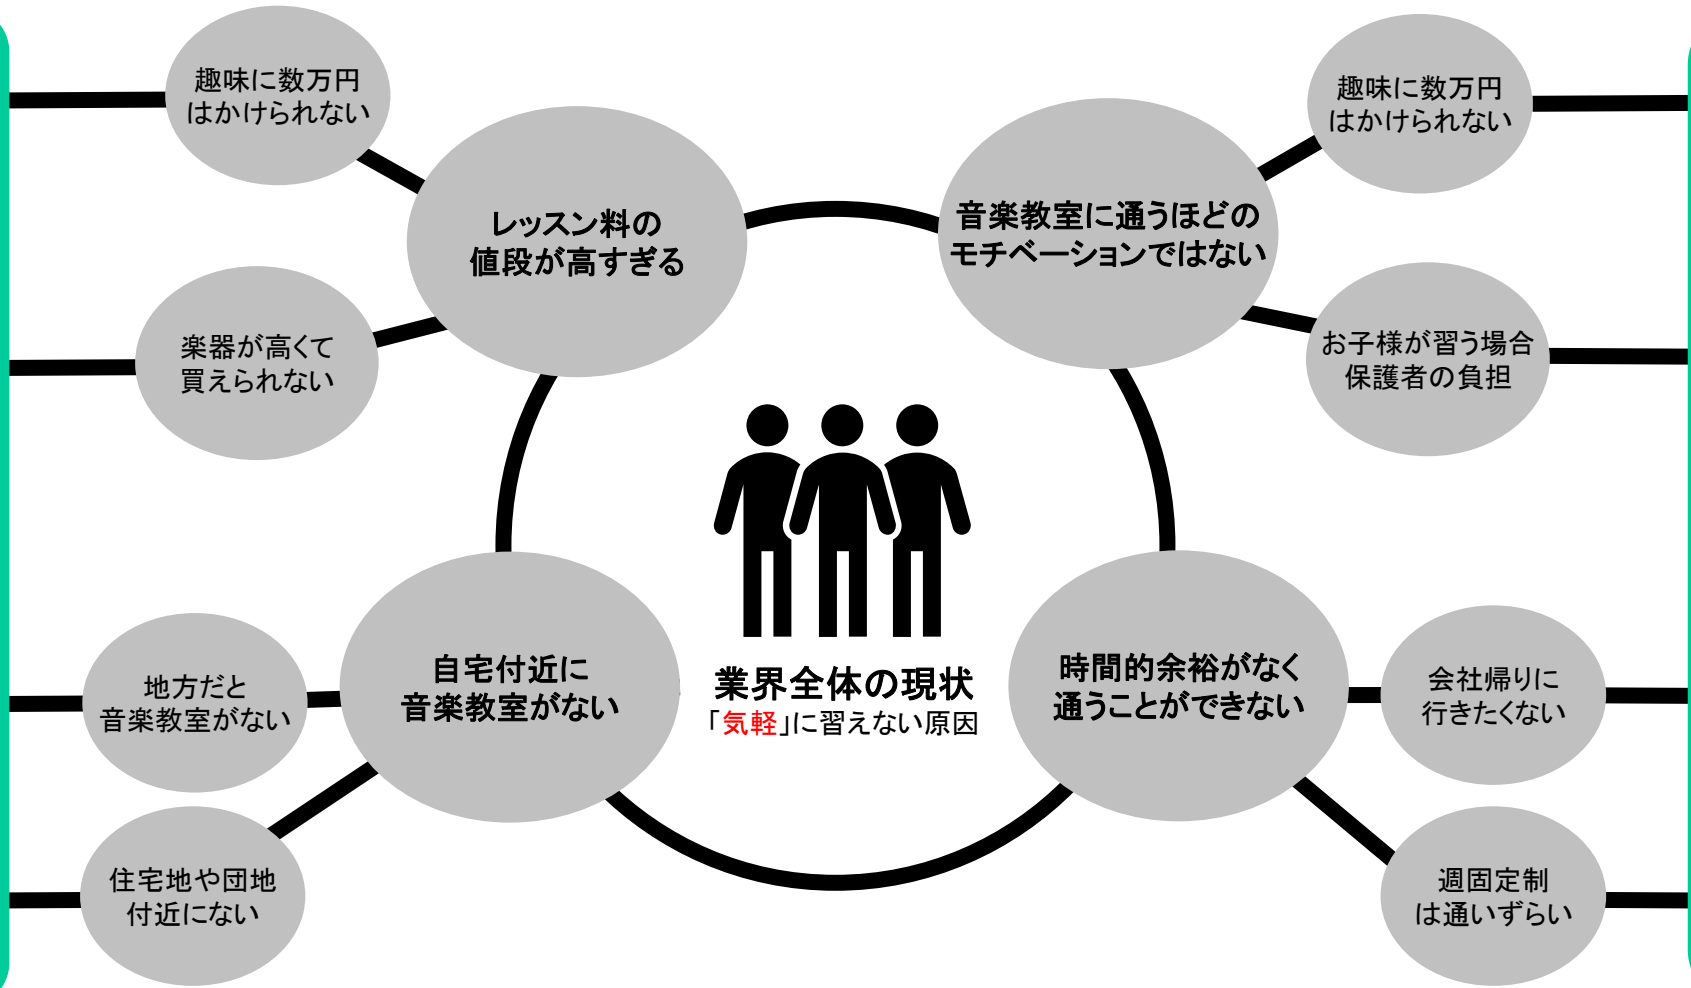 趣味に数万円
はかけられない
レッスン料の
値段が高すぎる
楽器が高くて
買えられない
音楽教室に通うほどの
モチベーションではない
趣味に数万円
はかけられない
お子様が習う場合
保護者の負担
自宅付近に
音楽教室がない
地方だと
音楽教室がない
住宅地や団地
付近にない
業界全体の現状
「気軽」に習えない原因
時間的余裕がなく
通うことができない
会社帰りに
行きたくない
週固定制
は通いずらい